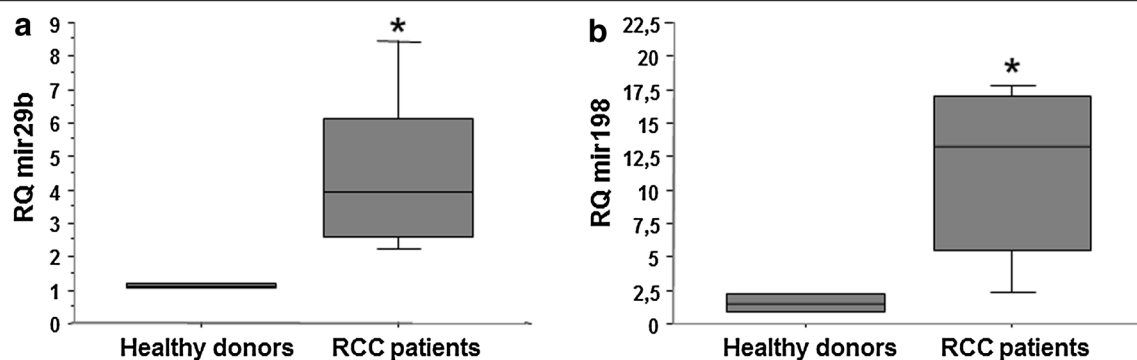 a
RQ mir29b
9
8
7
6
5
4
3
2
1
0
*
Healthy donors
RCC patients
b
RQ mir198
22,5
20
17,5
15
12,5
10
7,5
5
2,5
0
*
Healthy donors
RCC patients